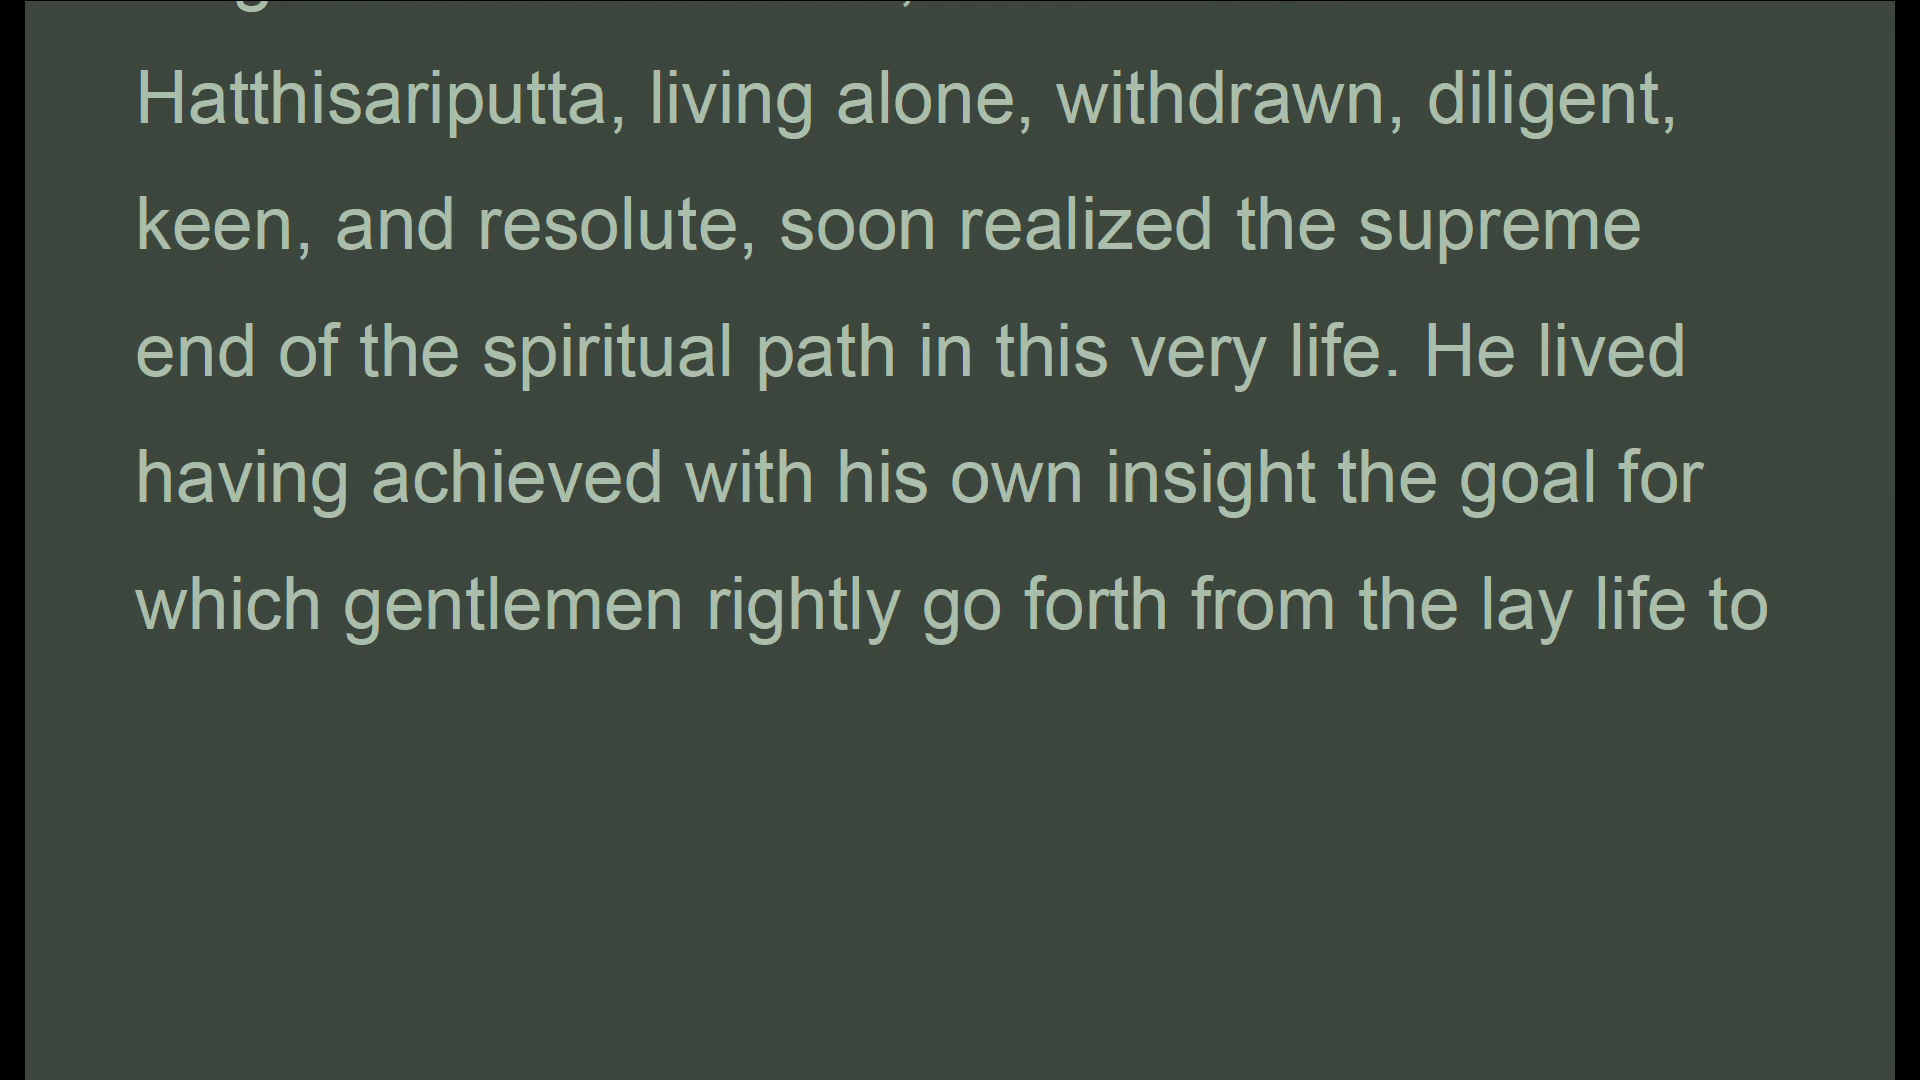 Hatthisariputta, living alone, withdrawn, diligent,
keen, and resolute, soon realized the supreme
end of the spiritual path in this very life. He lived
having achieved with his own insight the goal for
which gentlemen rightly go forth from the lay life to